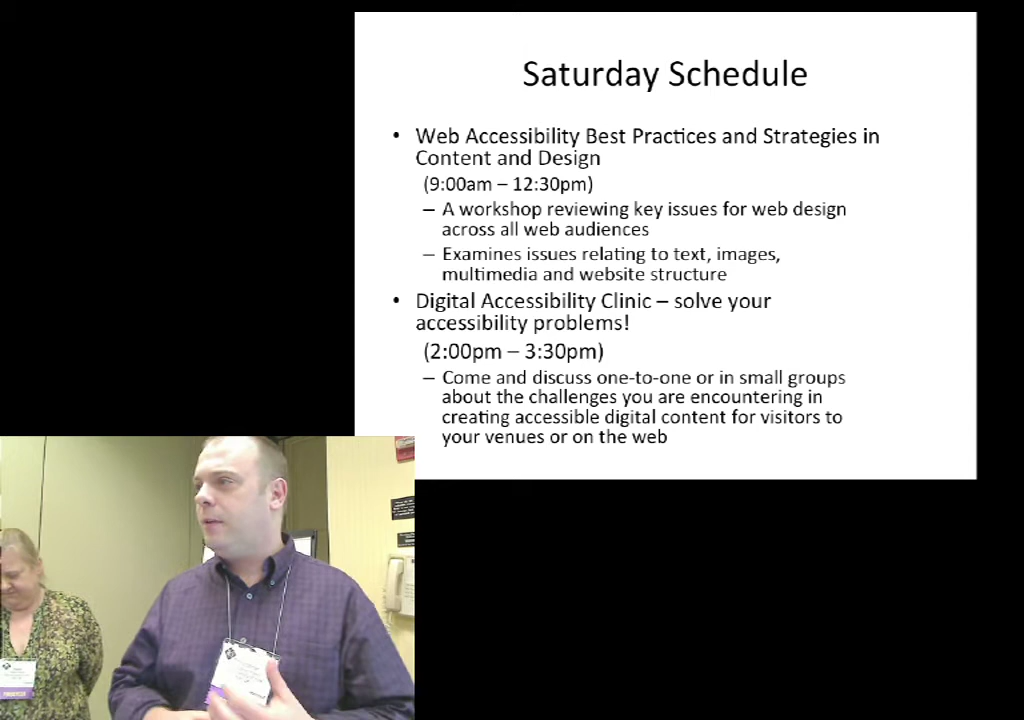 Saturday Schedule
• Web Accessibility Best Practices and Strategies in
Content and Design
(9:00am – 12:30pm)
– A workshop reviewing key issues for web design
across all web audiences
– Examines issues relating to text, images,
multimedia and website structure
• Digital Accessibility Clinic – solve your
accessibility problems!
(2:00pm – 3:30pm)
– Come and discuss one-to-one or in small groups
about the challenges you are encountering in
creating accessible digital content for visitors to
your venues or on the web